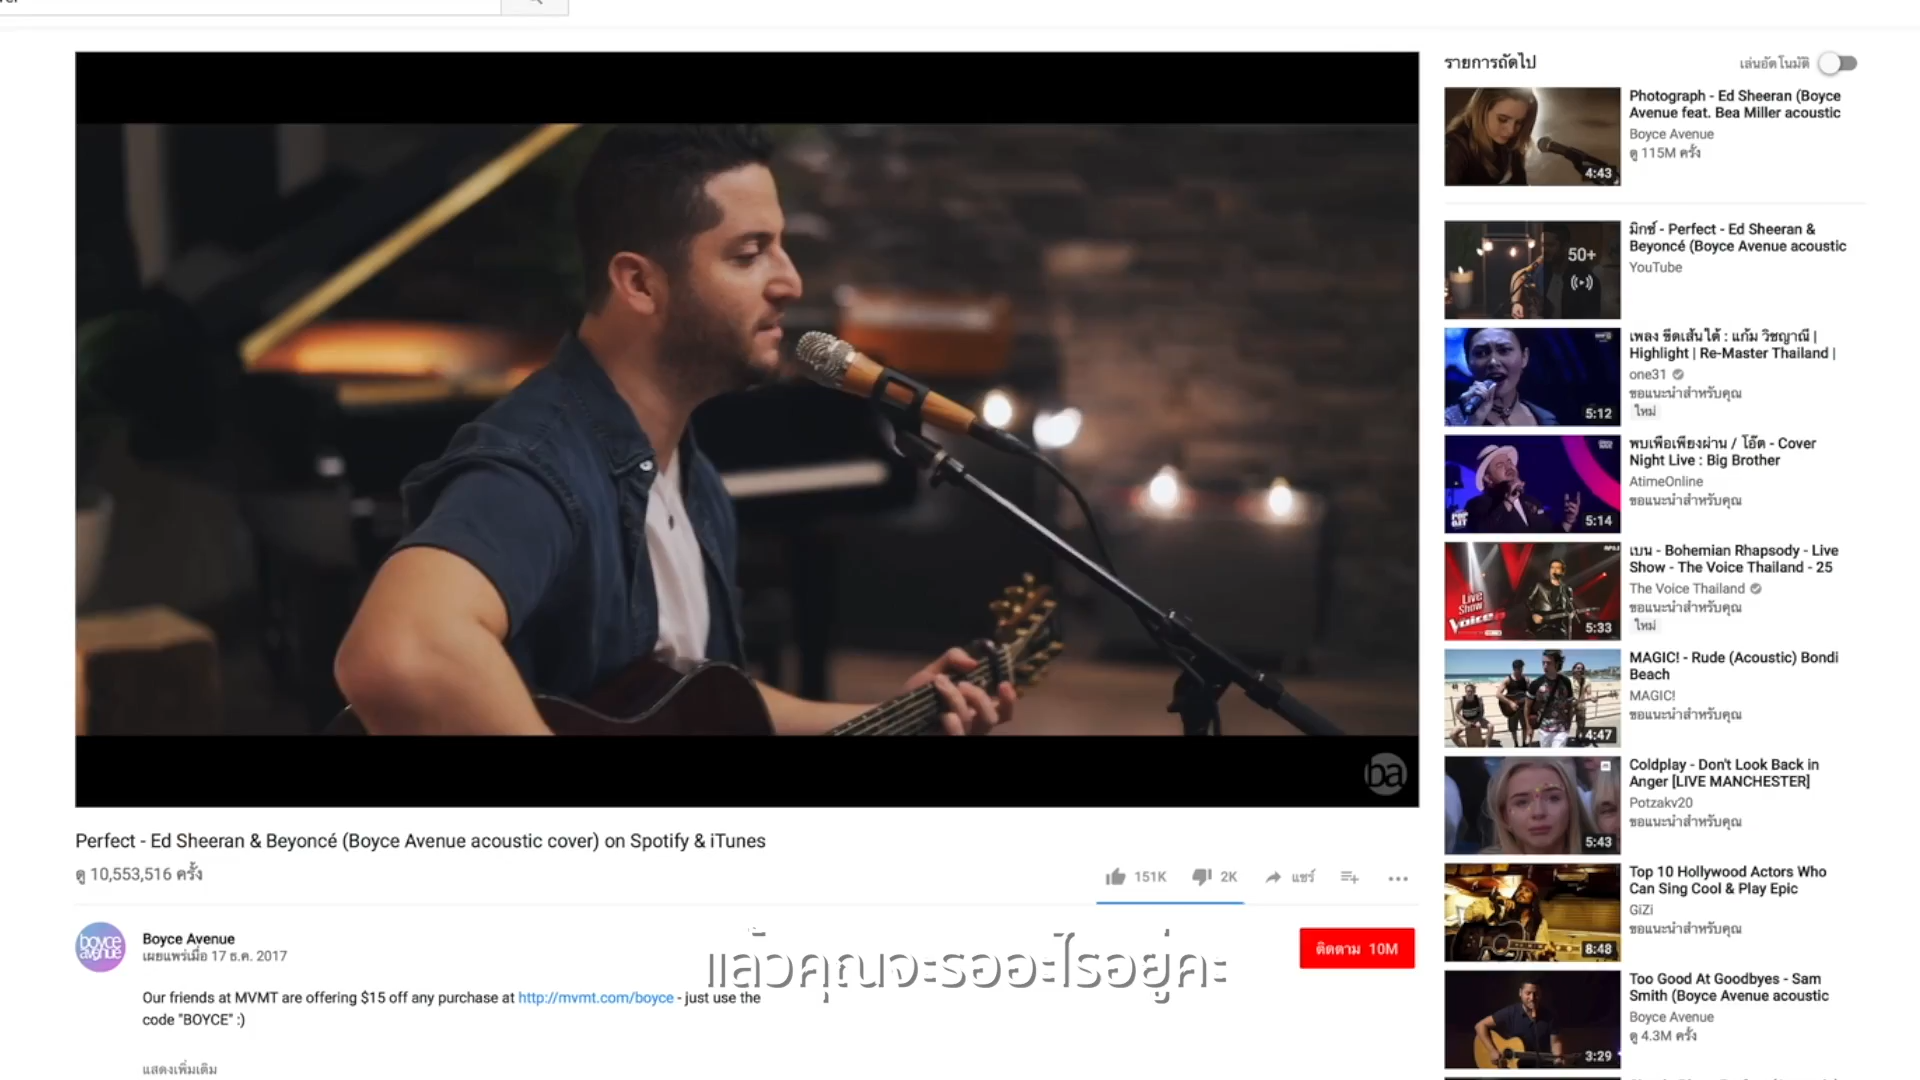 รายการถัดไป
เล่นอัตโนมัติ
Photograph - Ed Sheeran (Boyce
Avenue feat. Bea Miller acoustic
Boyce Avenue
ดู 115M ครั้ง
4:43
มิกซ์ - Perfect - Ed Sheeran &
Beyoncé (Boyce Avenue acoustic
YouTube
50+
เพลง ขีดเส้นใต้ : แก้ม วิชญาณี |
Highlight | Re-Master Thailand |
one31
ขอแนะนำสำหรับคุณ
ใหม่
5:12
พบเพื่อเพียงผ่าน / โอ๊ต - Cover
Night Live : Big Brother
AtimeOnline
ขอแนะนำสำหรับคุณ
5:14
เบน - Bohemian Rhapsody - Live
Show - The Voice Thailand - 25
The Voice Thailand
ขอแนะนำสำหรับคุณ
ใหม่
Live
Show
Voice
5:33
MAGIC! - Rude (Acoustic) Bondi
Beach
MAGIC!
ขอแนะนำสำหรับคุณ
4:47
Coldplay - Don't Look Back in
Anger [LIVE MANCHESTER]
Potzakv20
ขอแนะนำสำหรับคุณ
5:43
Top 10 Hollywood Actors Who
Can Sing Cool & Play Epic
GiZi
ขอแนะนำสำหรับคุณ
8:48
Too Good At Goodbyes - Sam
Smith (Boyce Avenue acoustic
Boyce Avenue
ดู 4.3M ครั้ง
3:29
ba
Perfect - Ed Sheeran & Beyoncé (Boyce Avenue acoustic cover) on Spotify & iTunes
ดู 10,553,516 ครั้ง
151K
2K
แชร์
boyce
avenue
Boyce Avenue
เผยแพร่เมื่อ 17 ธ.ค. 2017
ติดตาม 10M
แล้วคุณจะรออะไรอยู่คะ
Our friends at MVMT are offering $15 off any purchase at http://mvmt.com/boyce - just use the
code "BOYCE" :)
แสดงเพิ่มเติม